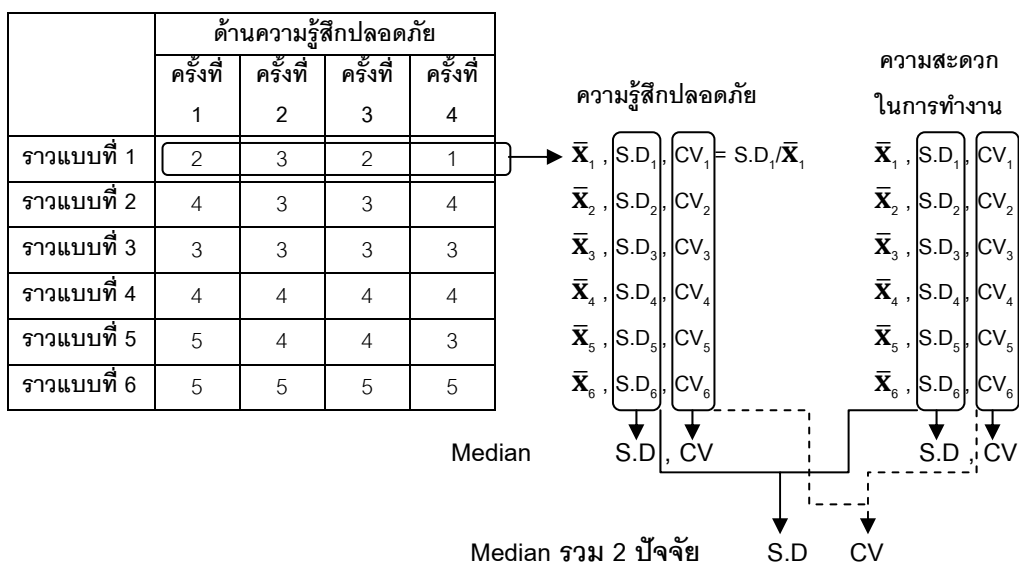 ด้านความรู้สึกปลอดภัย
ครั้งที่ 1 ครั้งที่ 2 ครั้งที่ 3 ครั้งที่ 4
ราวแบบที่ 1 2 3 2 1
ราวแบบที่ 2 4 3 3 4
ราวแบบที่ 3 3 3 3 3
ราวแบบที่ 4 4 4 4 4
ราวแบบที่ 5 5 4 4 3
ราวแบบที่ 6 5 5 5 5
ความรู้สึกปลอดภัย
X̅₁ , S.D₁, CV₁= S.D₁/X̅₁
X̅₂ , S.D₂, CV₂
X̅₃ , S.D₃, CV₃
X̅₄ , S.D₄, CV₄
X̅₅ , S.D₅, CV₅
X̅₆ , S.D₆, CV₆
ความสะดวก
ในการทำงาน
X̅₁ , S.D₁, CV₁
X̅₂ , S.D₂, CV₂
X̅₃ , S.D₃, CV₃
X̅₄ , S.D₄, CV₄
X̅₅ , S.D₅, CV₅
X̅₆ , S.D₆, CV₆
Median S.D , CV S.D , CV
Median รวม 2 ปัจจัย S.D CV